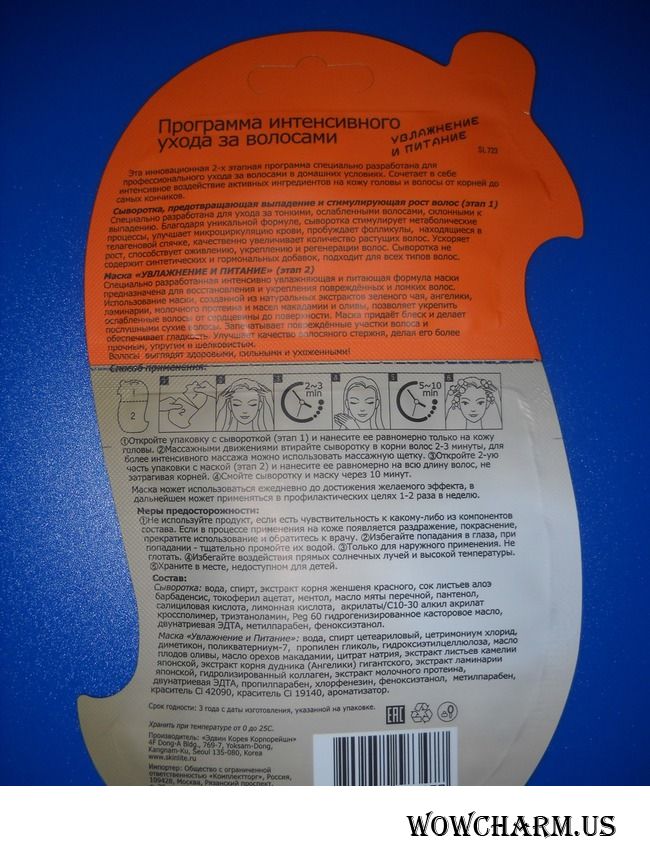 Программа интенсивного
ухода за волосами
УВЛАЖНЕНИЕ
И ПИТАНИЕ
SL 723
Эта инновационная 2-х этапная программа специально разработана для
профессионального ухода за волосами в домашних условиях. Сочетает в себе
интенсивное воздействие активных ингредиентов на кожу головы и волосы от корней до
самых кончиков.
Сыворотка, предотвращающая выпадение и стимулирующая рост волос (этап 1)
Специально разработана для ухода за тонкими, ослабленными волосами, склонными к
выпадению. Благодаря уникальной формуле, сыворотка стимулирует метаболические
процессы, улучшает микроциркуляцию крови, пробуждает фолликулы, находящиеся в
телагеновой спячке, качественно увеличивает количество растущих волос. Ускоряет
рост, способствует оживлению, укреплению и регенерации волос. Сыворотка не
содержит синтетических и гормональных добавок, подходит для всех типов волос.
Маска «УВЛАЖНЕНИЕ И ПИТАНИЕ» (этап 2)
Специально разработанная интенсивно увлажняющая и питающая формула маски
предназначена для восстановления и укрепления повреждённых и ломких волос.
Использование маски, созданной из натуральных экстрактов зеленого чая, ангелики,
ламинарии, молочного протеина и масел макадамии и оливы, позволяет укрепить
ослабленные волосы от сердцевины до поверхности. Маска придаёт блеск и делает
послушными сухие волосы. Запечатывает повреждённые участки волоса и
обеспечивает гладкость. Улучшает качество волосяного стержня, делая его более
прочным, упругим и шелковистым.
Волосы выглядят здоровыми, сильными и ухоженными!
Способ применения:
1 2 3 4 5 6
2
2~3
min
5~10
min
①Откройте упаковку с сывороткой (этап 1) и нанесите ее равномерно только на кожу
головы. ②Массажными движениями втирайте сыворотку в корни волос 2-3 минуты, для
более интенсивного массажа можно использовать массажную щетку. ③Откройте 2-ую
часть упаковки с маской (этап 2) и нанесите ее равномерно на всю длину волос, не
затрагивая корней. ④Смойте сыворотку и маску через 10 минут.
Маска может использоваться ежедневно до достижения желаемого эффекта, в
дальнейшем может применяться в профилактических целях 1-2 раза в неделю.
Меры предосторожности:
①Не используйте продукт, если есть чувствительность к какому-либо из компонентов
состава. Если в процессе применения на коже появляется раздражение, покраснение,
прекратите использование и обратитесь к врачу. ②Избегайте попадания в глаза, при
попадании - тщательно промойте их водой. ③Только для наружного применения. Не
глотать. ④Избегайте воздействия прямых солнечных лучей и высокой температуры.
⑤Храните в месте, недоступном для детей.
Состав:
Сыворотка: вода, спирт, экстракт корня женшеня красного, сок листьев алоэ
барбаденсис, токоферил ацетат, ментол, масло мяты перечной, пантенол,
салициловая кислота, лимонная кислота, акрилаты/С10-30 алкил акрилат
кроссполимер, триэтаноламин, Peg 60 гидрогенизированное касторовое масло,
двунатриевая ЭДТА, метилпарабен, феноксиэтанол.
Маска «Увлажнение и Питание»: вода, спирт цетеариловый, цетримониум хлорид,
диметикон, поликватериум-7, пропилен гликоль, гидроксиэтилцеллюлоза, масло
плодов оливы, масло орехов макадамии, цитрат натрия, экстракт листьев камелии
японской, экстракт корня дудника (Ангелики) гигантского, экстракт ламинарии
японской, гидролизированный коллаген, экстракт молочного протеина,
двунатриевая ЭДТА, пропилпарабен, хлорфенезин, феноксиэтанол, метилпарабен,
краситель CI 42090, краситель CI 19140, ароматизатор.
Срок годности: 3 года с даты изготовления, указанной на упаковке.
EAC
Хранить при температуре от 0 до 25С.
Производитель: «Эдвин Корея Корпорейшн»
4F Dong-A Bldg., 769-7, Yoksam-Dong,
Kangnam-Ku, Seoul 135-080, Korea
www.skinlite.ru
Импортер: Общество с ограниченной
ответственностью «Комплектторг», Россия,
109428, Москва, Рязанский проспект,
WOWCHARM.US